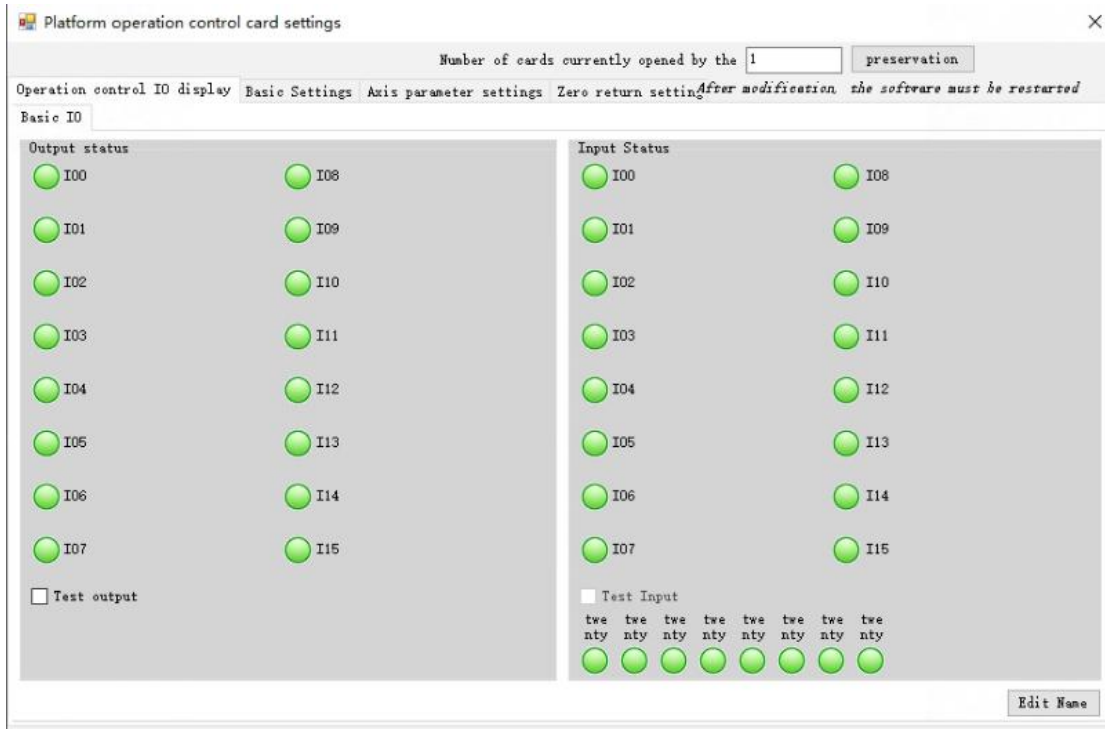 Platform operation control card settings
Number of cards currently opened by the 1 preservation
Operation control IO display Basic Settings Axis parameter settings Zero return setting After modification, the software must be restarted
Basic IO
Output status Input Status
I00 I08 I00 I08
I01 I09 I01 I09
I02 I10 I02 I10
I03 I11 I03 I11
I04 I12 I04 I12
I05 I13 I05 I13
I06 I14 I06 I14
I07 I15 I07 I15
Test output Test Input
twe twe twe twe twe twe twe twe
nty nty nty nty nty nty nty nty
Edit Name